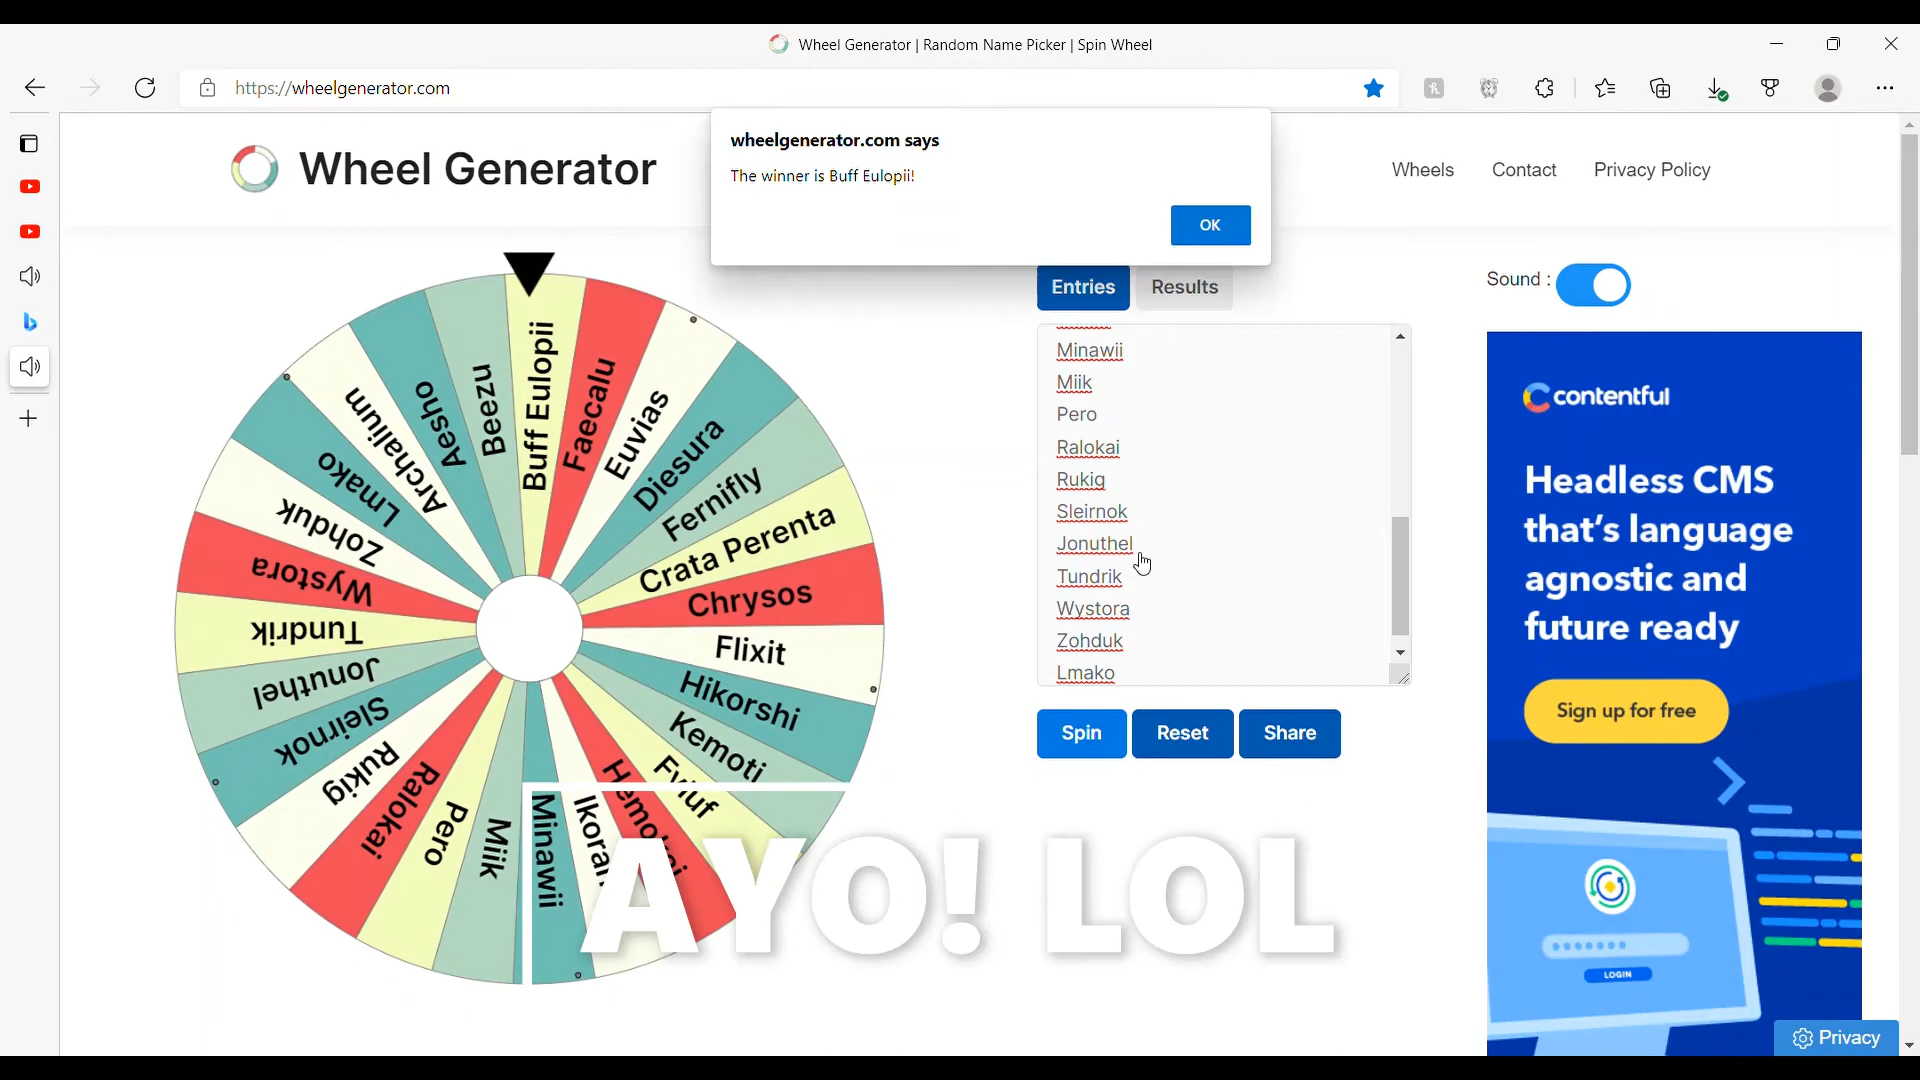 Wheel Generator | Random Name Picker | Spin Wheel
https://wheelgenerator.com
Wheel Generator
wheelgenerator.com says
The winner is Buff Eulopii!
OK
Wheels
Contact
Privacy Policy
Entries
Results
Sound :
Minawii
Miik
Pero
Ralokai
Rukig
Sleirnok
Jonuthel
Tundrik
Wystora
Zohduk
Lmako
Spin
Reset
Share
Buff Eulopii
Faecalu
Euvias
Diesura
Fernifly
Crata Perenta
Chrysos
Flixit
Hikorshi
Kemoti
Minawii
Miik
Pero
Ralokai
Rukig
Sleirnok
Jonuthel
Tundrik
Wystora
Zohduk
Lmako
Archalium
Aesho
Beezu
AYO! LOL
contentful
Headless CMS
that's language
agnostic and
future ready
Sign up for free
LOGIN
Privacy